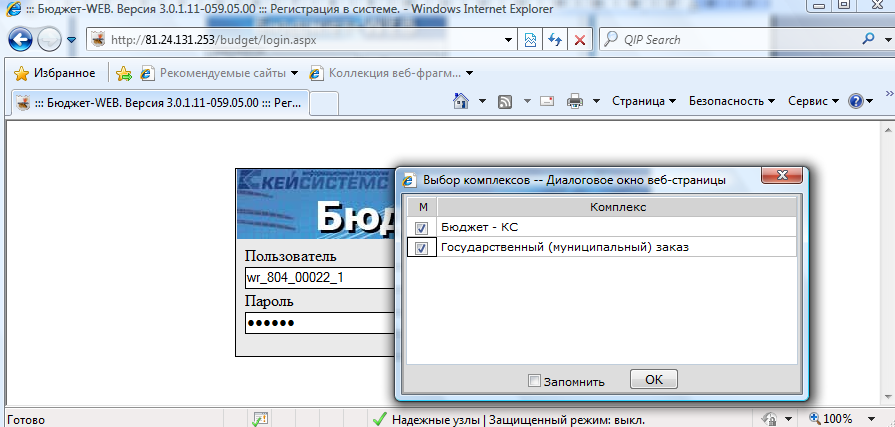 ::: Бюджет-WEB. Версия 3.0.1.11-059.05.00 ::: Регистрация в системе. - Windows Internet Explorer
http://81.24.131.253/budget/login.aspx
QIP Search
Избранное
Рекомендуемые сайты
Коллекция веб-фрагм...
::: Бюджет-WEB. Версия 3.0.1.11-059.05.00 ::: Рег...
Страница
Безопасность
Сервис
информационные технологии
КЕЙСИСТЕМС
Бюд
Пользователь
wr_804_00022_1
Пароль
Выбор комплексов -- Диалоговое окно веб-страницы
М
Комплекс
Бюджет - КС
Государственный (муниципальный) заказ
Запомнить
OK
Готово
Надежные узлы | Защищенный режим: выкл.
100%